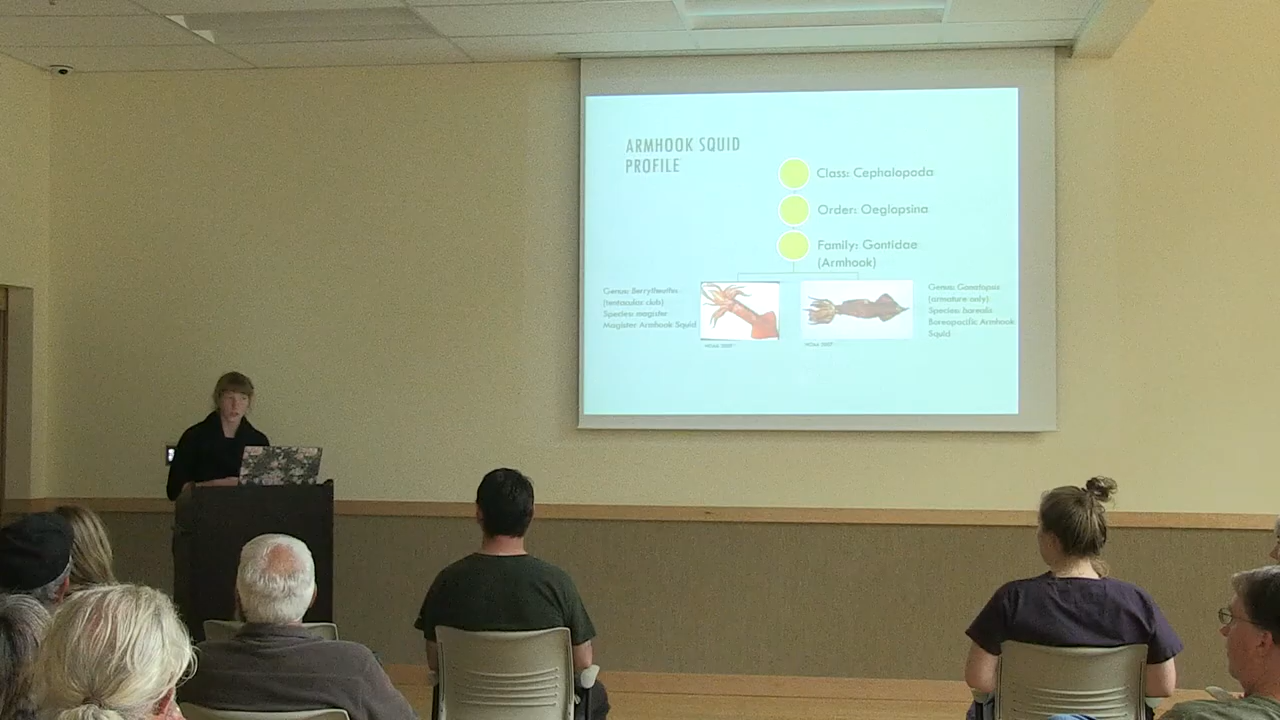 ARMHOOK SQUID
PROFILE
Class: Cephalopoda
Order: Oegiopsina
Family: Gontidae
(Armhook)
Genus: Berryteuthis
(tentacular club)
Species: magister
Magister Armhook Squid
Genus: Gonatopsis
(armature only)
Species: borealis
Boreopacific Armhook
Squid